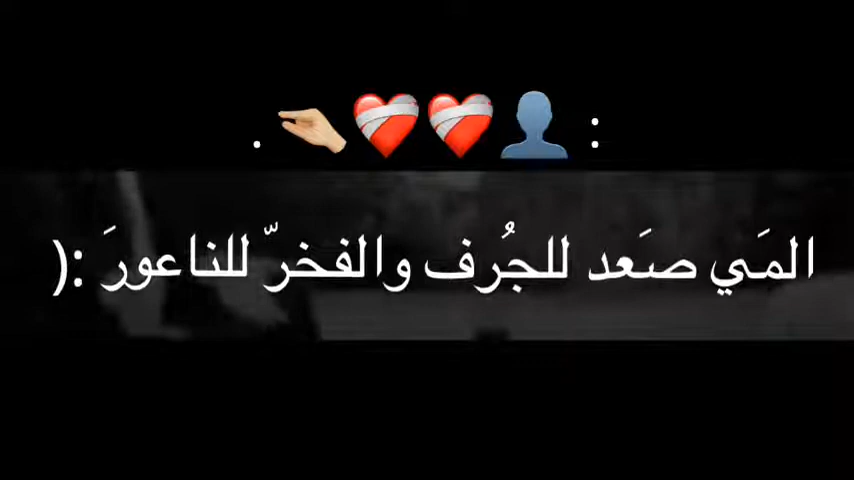 : 👤❤️‍🩹❤️‍🩹🫴🏼 .
المَي صَعد للجُرف والفخرّ للناعورَ :(